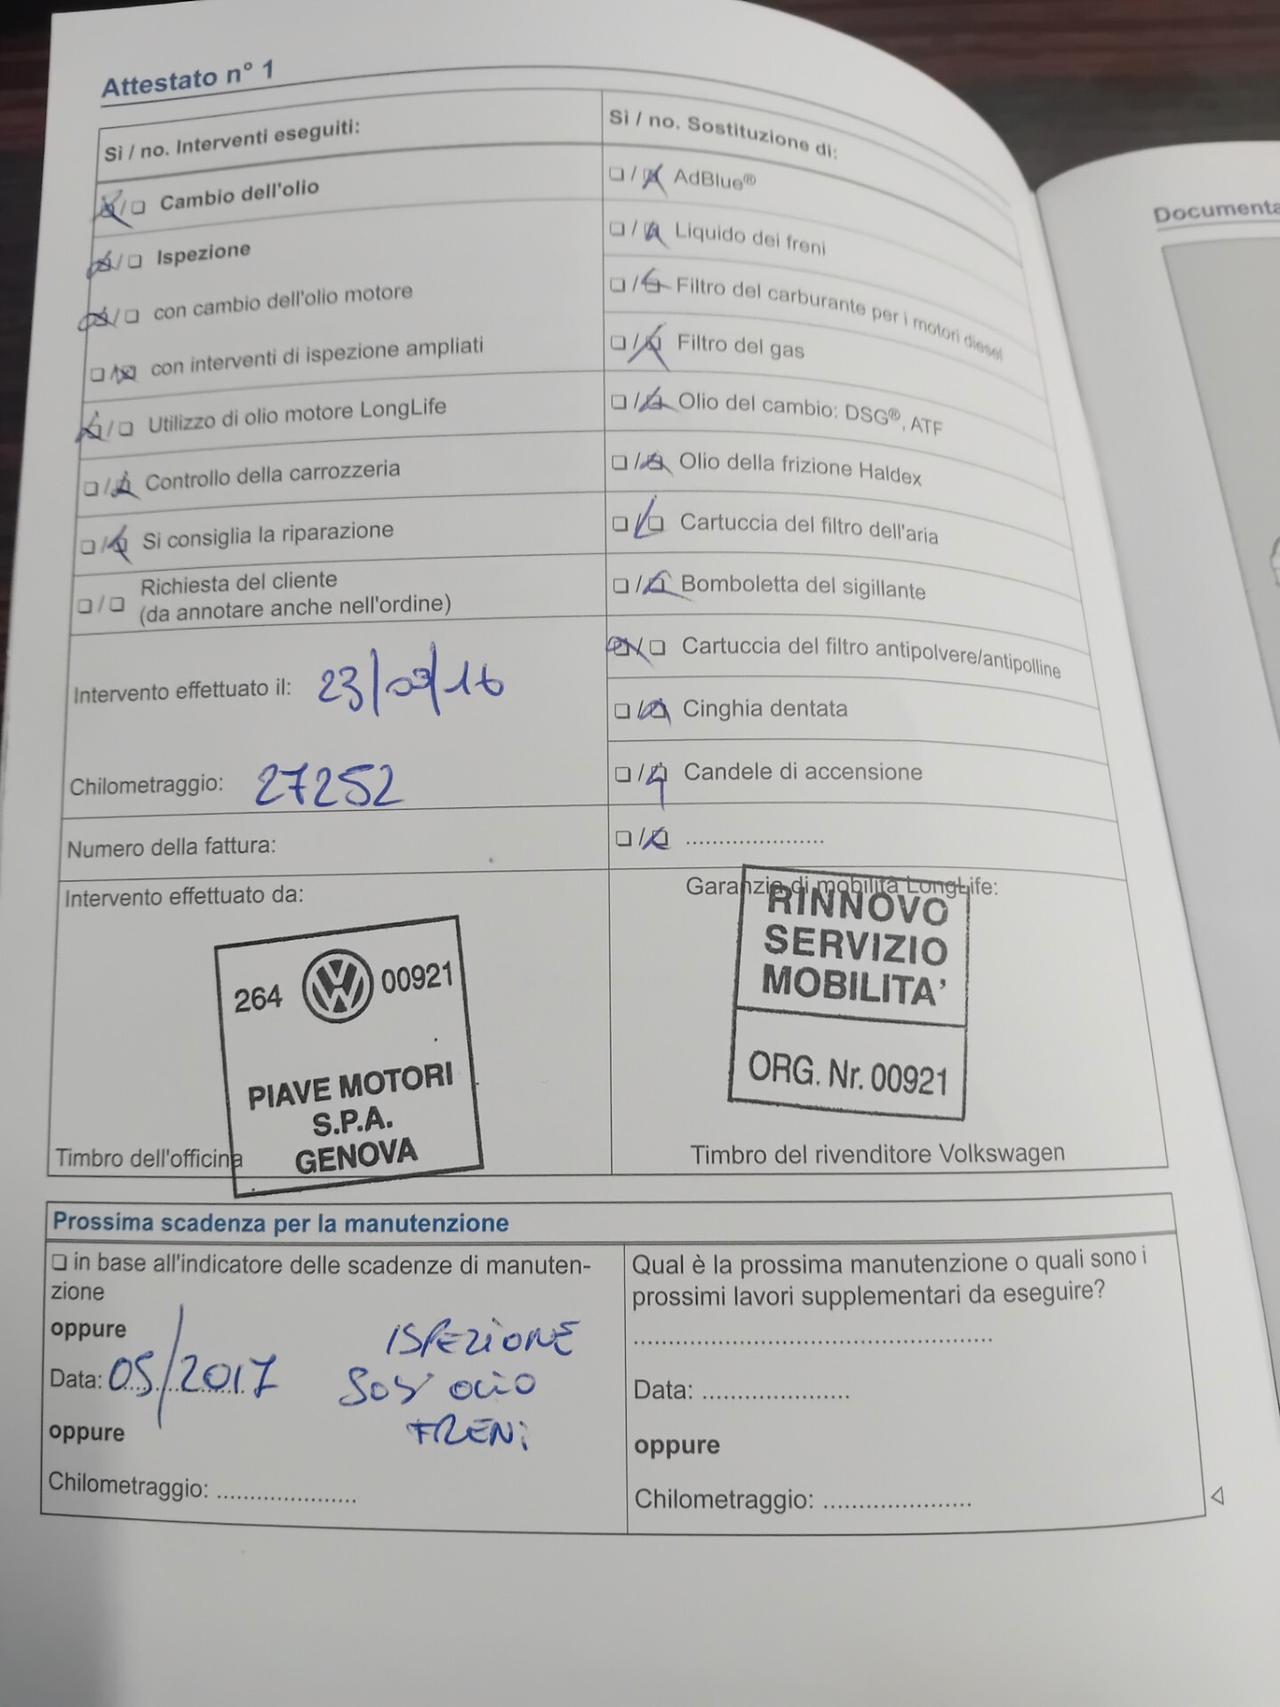 Attestato n° 1
Sì / no. Interventi eseguiti:
Cambio dell'olio
Ispezione
con cambio dell'olio motore
con interventi di ispezione ampliati
Utilizzo di olio motore LongLife
Controllo della carrozzeria
Si consiglia la riparazione
Richiesta del cliente
(da annotare anche nell'ordine)
Intervento effettuato il: 23/09/16
Chilometraggio: 27252
Numero della fattura:
Intervento effettuato da:
264 00921
PIAVE MOTORI
S.P.A.
GENOVA
Timbro dell'officina
Sì / no. Sostituzione di:
AdBlue®
Liquido dei freni
Filtro del carburante per i motori diesel
Filtro del gas
Olio del cambio: DSG®, ATF
Olio della frizione Haldex
Cartuccia del filtro dell'aria
Bomboletta del sigillante
Cartuccia del filtro antipolvere/antipolline
Cinghia dentata
Candele di accensione
.....................
Garanzia di mobilità LongLife:
RINNOVO
SERVIZIO
MOBILITA'
ORG. Nr. 00921
Timbro del rivenditore Volkswagen
Prossima scadenza per la manutenzione
in base all'indicatore delle scadenze di manuten-
zione
oppure
Data: 05/2017
ISPEZIONE
SOS' OLIO
FRENI
oppure
Chilometraggio: .....................
Qual è la prossima manutenzione o quali sono i
prossimi lavori supplementari da eseguire?
......................................................
Data: ......................
oppure
Chilometraggio: ......................
Documenta